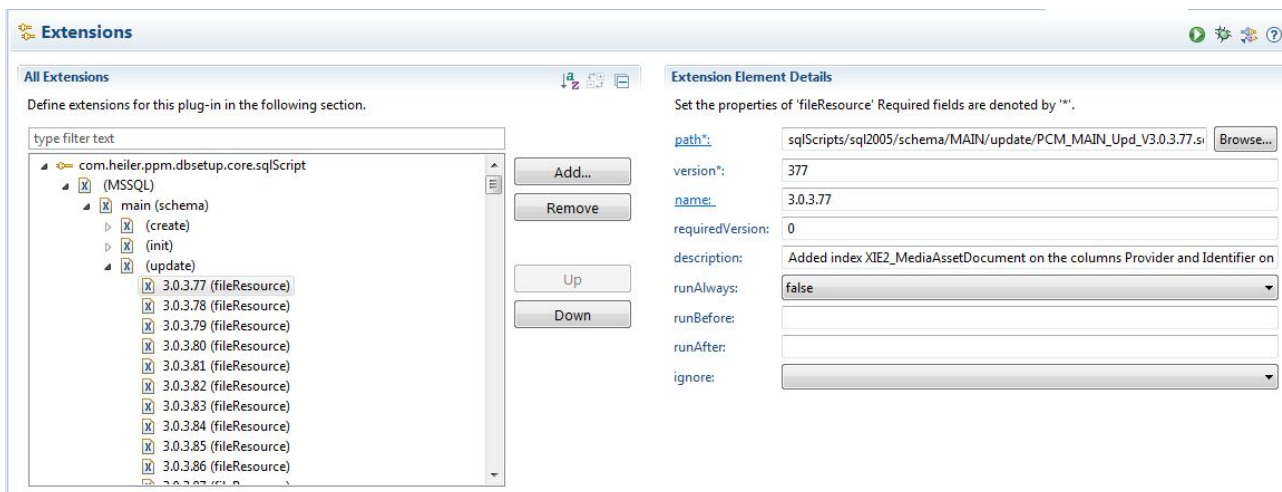 Extensions
All Extensions
Define extensions for this plug-in in the following section.
type filter text
com.heiler.ppm.dbsetup.core.sqlScript
(MSSQL)
main (schema)
(create)
(init)
(update)
3.0.3.77 (fileResource)
3.0.3.78 (fileResource)
3.0.3.79 (fileResource)
3.0.3.80 (fileResource)
3.0.3.81 (fileResource)
3.0.3.82 (fileResource)
3.0.3.83 (fileResource)
3.0.3.84 (fileResource)
3.0.3.85 (fileResource)
3.0.3.86 (fileResource)
Add...
Remove
Up
Down
Extension Element Details
Set the properties of 'fileResource' Required fields are denoted by '*'.
path*: sqlScripts/sql2005/schema/MAIN/update/PCM_MAIN_Upd_V3.0.3.77.s Browse...
version*: 377
name: 3.0.3.77
requiredVersion: 0
description: Added index XIE2_MediaAssetDocument on the columns Provider and Identifier on
runAlways: false
runBefore:
runAfter:
ignore: